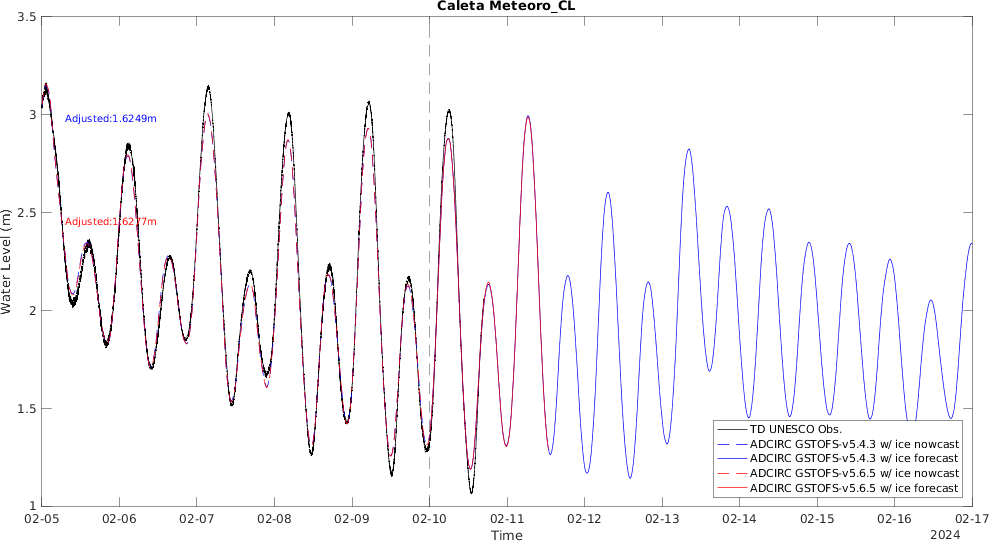 Caleta Meteoro_CL
3.5
3
2.5
2
1.5
1
Water Level (m)
Adjusted:1.6249m
Adjusted:1.6277m
TD UNESCO Obs.
ADCIRC GSTOFS-v5.4.3 w/ ice nowcast
ADCIRC GSTOFS-v5.4.3 w/ ice forecast
ADCIRC GSTOFS-v5.6.5 w/ ice nowcast
ADCIRC GSTOFS-v5.6.5 w/ ice forecast
02-05 02-06 02-07 02-08 02-09 02-10 02-11 02-12 02-13 02-14 02-15 02-16 02-17
Time
2024